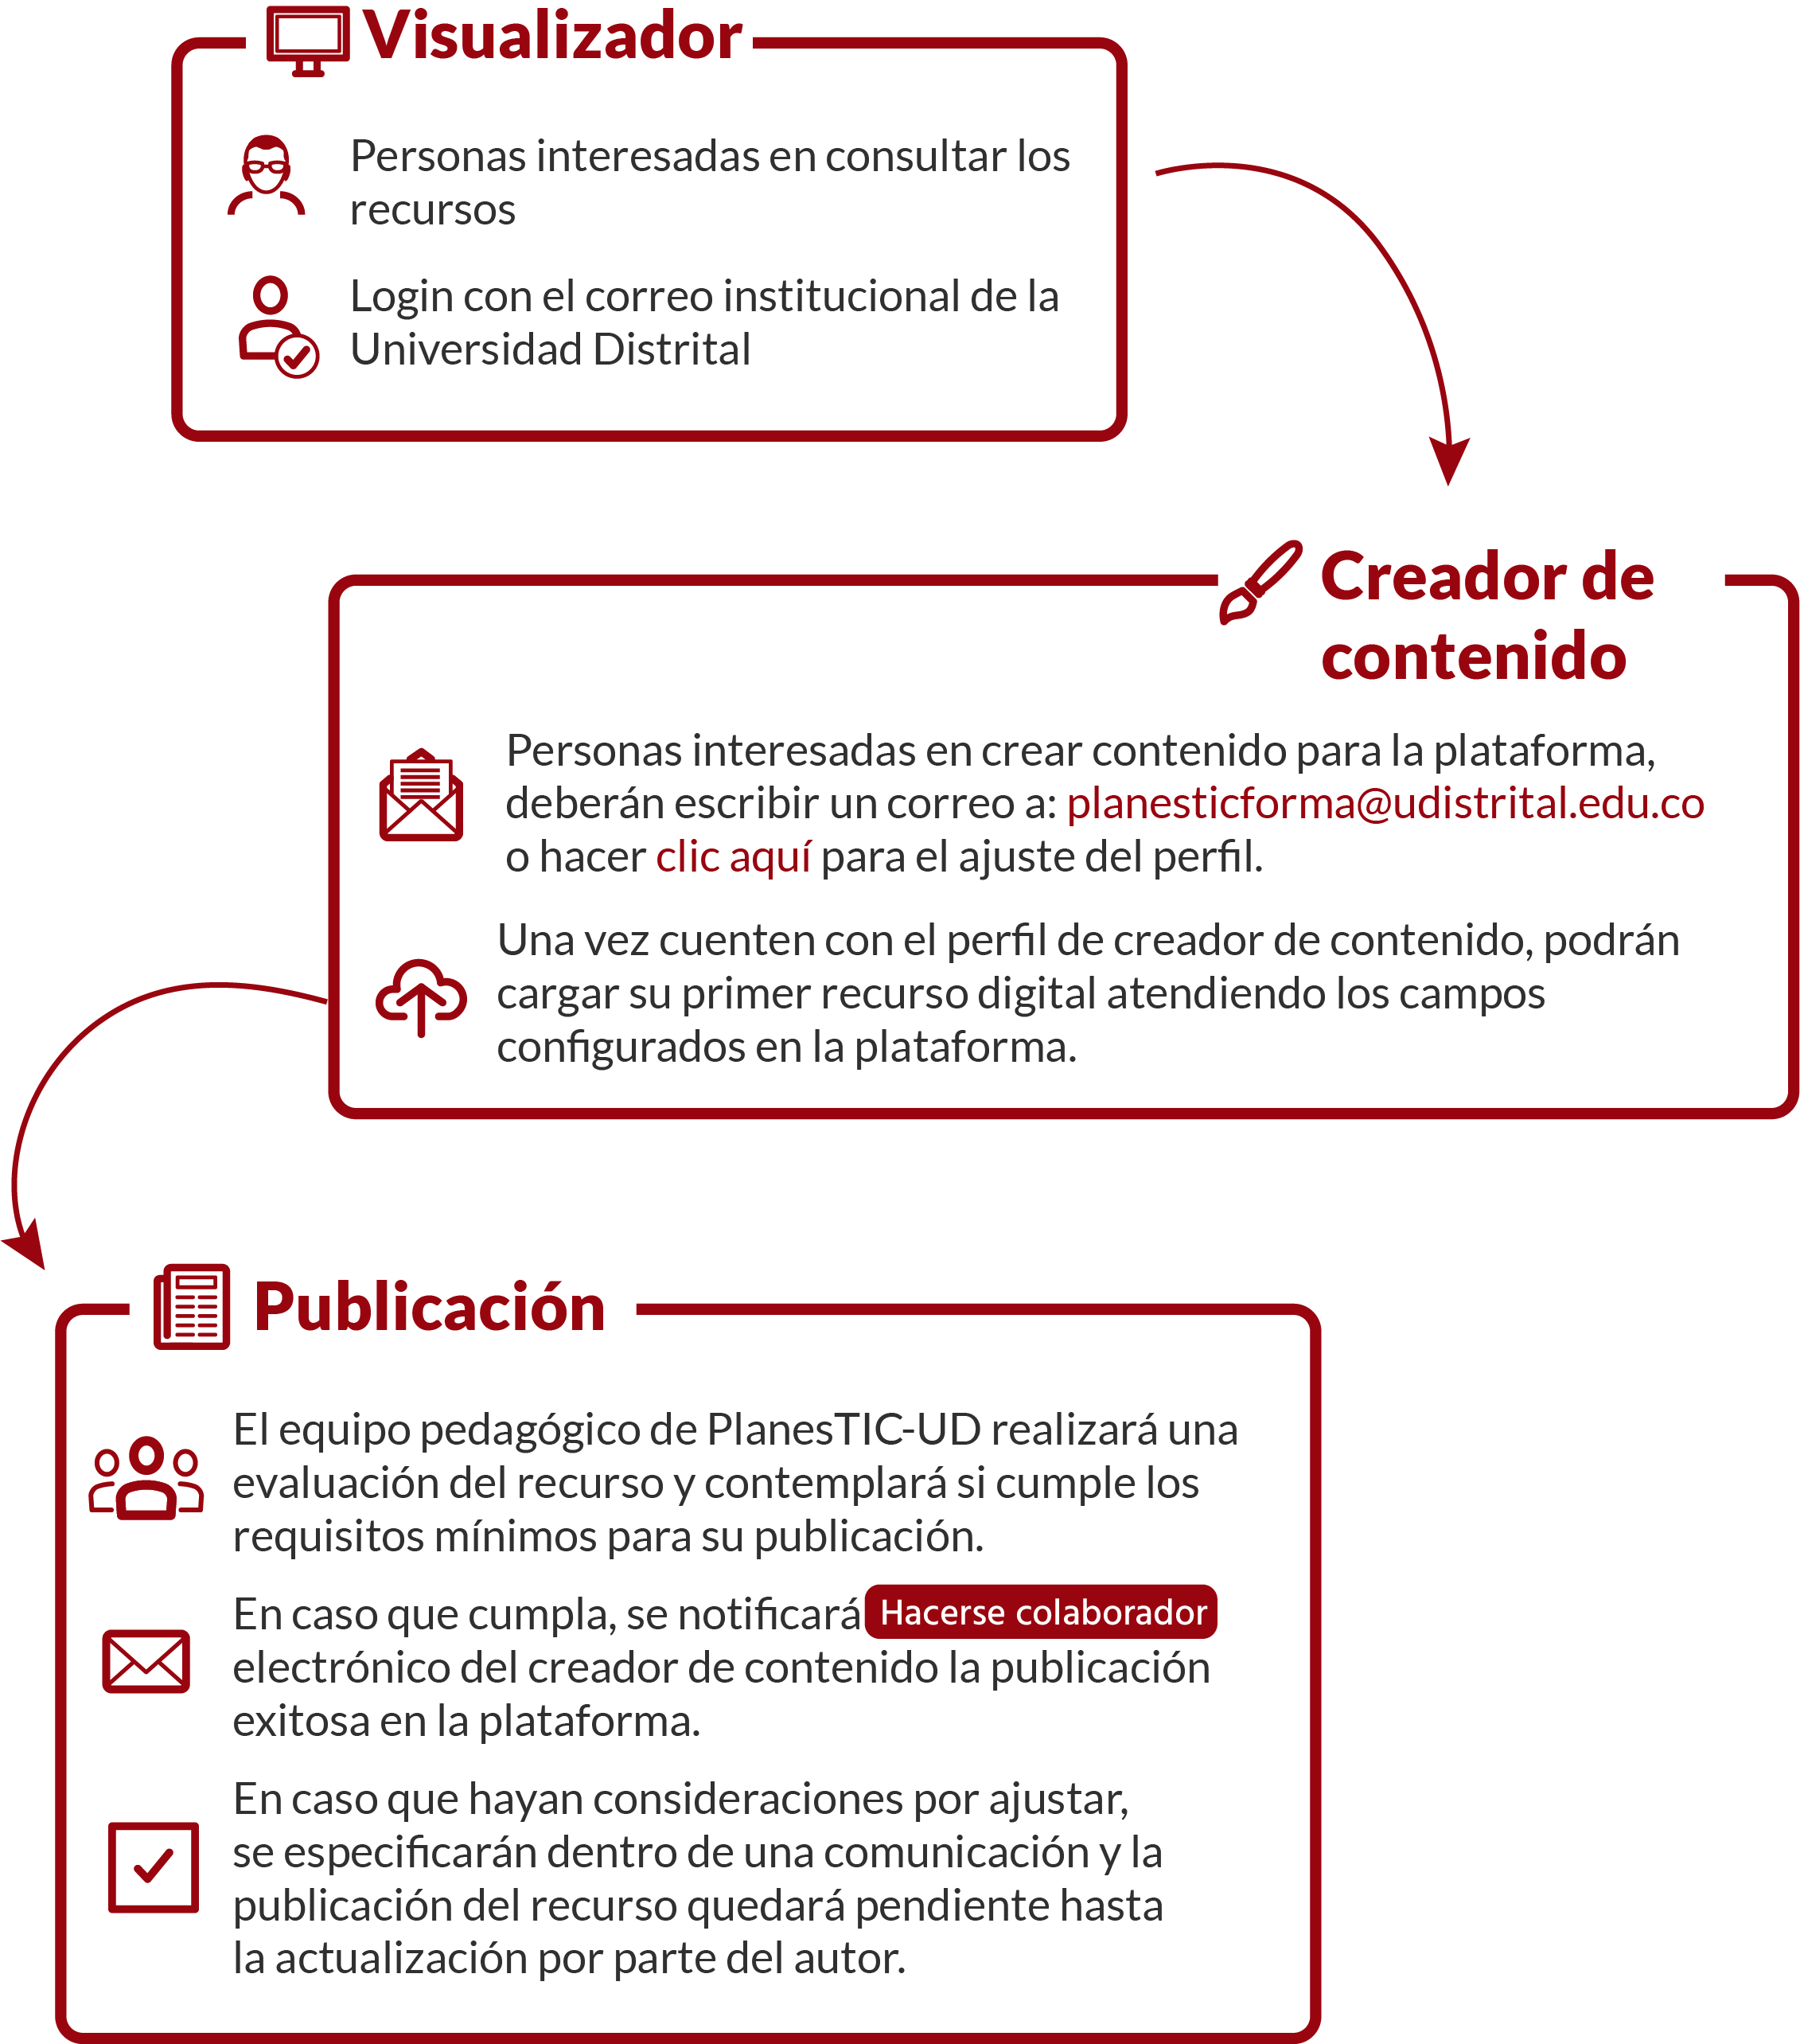 Visualizador
Personas interesadas en consultar los
recursos
Login con el correo institucional de la
Universidad Distrital
Creador de
contenido
Personas interesadas en crear contenido para la plataforma,
deberán escribir un correo a: planesticforma@udistrital.edu.co
o hacer clic aquí para el ajuste del perfil.
Una vez cuenten con el perfil de creador de contenido, podrán
cargar su primer recurso digital atendiendo los campos
configurados en la plataforma.
Publicación
El equipo pedagógico de PlanesTIC-UD realizará una
evaluación del recurso y contemplará si cumple los
requisitos mínimos para su publicación.
En caso que cumpla, se notificará Hacerse colaborador
electrónico del creador de contenido la publicación
exitosa en la plataforma.
En caso que hayan consideraciones por ajustar,
se especificarán dentro de una comunicación y la
publicación del recurso quedará pendiente hasta
la actualización por parte del autor.